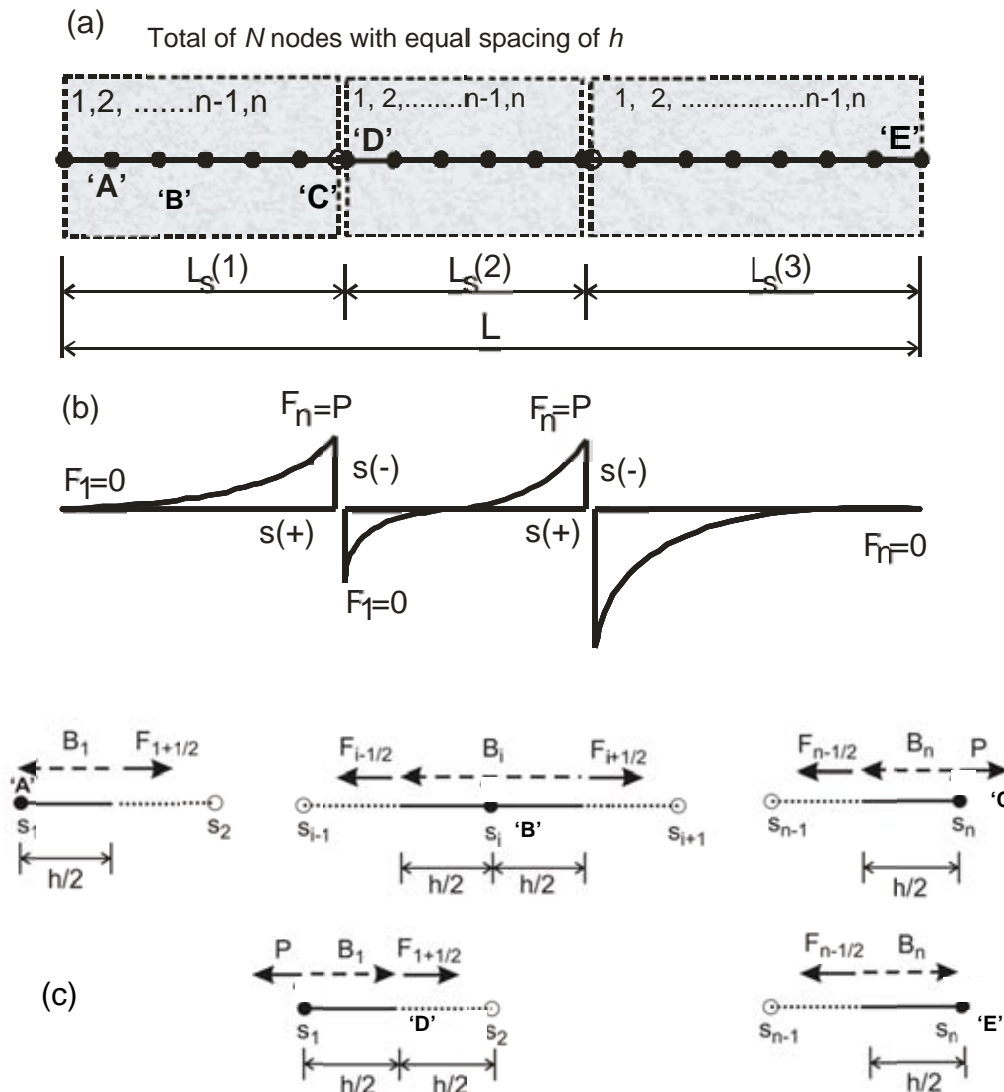 (a)
Total of N nodes with equal spacing of h
1,2, .......n-1,n 1, 2,........n-1,n 1, 2, .................n-1,n
'D' 'E'
'A' 'B' 'C'
Ls(1) Ls(2) Ls(3)
L
(b)
Fn=P Fn=P
F1=0 s(-) s(-)
s(+) s(+)
F1=0 Fn=0
B1 F1+1/2 Fi-1/2 Bi Fi+1/2 Fn-1/2 Bn P
'A' 'C
s1 s2 si-1 si 'B' si+1 sn-1 sn
h/2 h/2 h/2 h/2
P B1 F1+1/2 Fn-1/2 Bn
(c)
s1 'D' s2 sn-1 sn 'E'
h/2 h/2 h/2